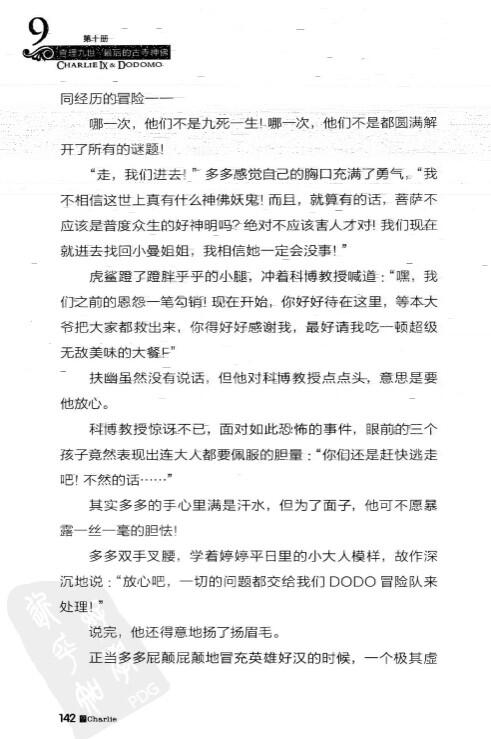 9
第十册
查理九世·最后的古寺神佛
CHARLIE IX & DODOMO
同经历的冒险——
哪一次，他们不是九死一生！哪一次，他们不是都圆满解
开了所有的谜题！
“走，我们进去！”多多感觉自己的胸口充满了勇气，“我
不相信这世上真有什么神佛妖鬼！而且，就算有的话，菩萨不
应该是普度众生的好神明吗？绝对不应该害人才对！我们现在
就进去找回小曼姐姐，我相信她一定会没事！”
虎鲨蹬了蹬胖乎乎的小腿，冲着科博教授喊道：“嘿，我
们之前的恩怨一笔勾销！现在开始，你好好待在这里，等本大
爷把大家都救出来，你得好好感谢我，最好请我吃一顿超级
无敌美味的大餐！”
扶幽虽然没有说话，但他对科博教授点点头，意思是要
他放心。
科博教授惊讶不已，面对如此恐怖的事件，眼前的三个
孩子竟然表现出连大人都要佩服的胆量：“你们还是赶快逃走
吧！不然的话……”
其实多多的手心里满是汗水，但为了面子，他可不愿暴
露一丝一毫的胆怯！
多多双手叉腰，学着婷婷平日里的小大人模样，故作深
沉地说：“放心吧，一切的问题都交给我们 DODO 冒险队来
处理！”
说完，他还得意地扬了扬眉毛。
正当多多屁颠屁颠地冒充英雄好汉的时候，一个极其虚
PDG
142 Charlie